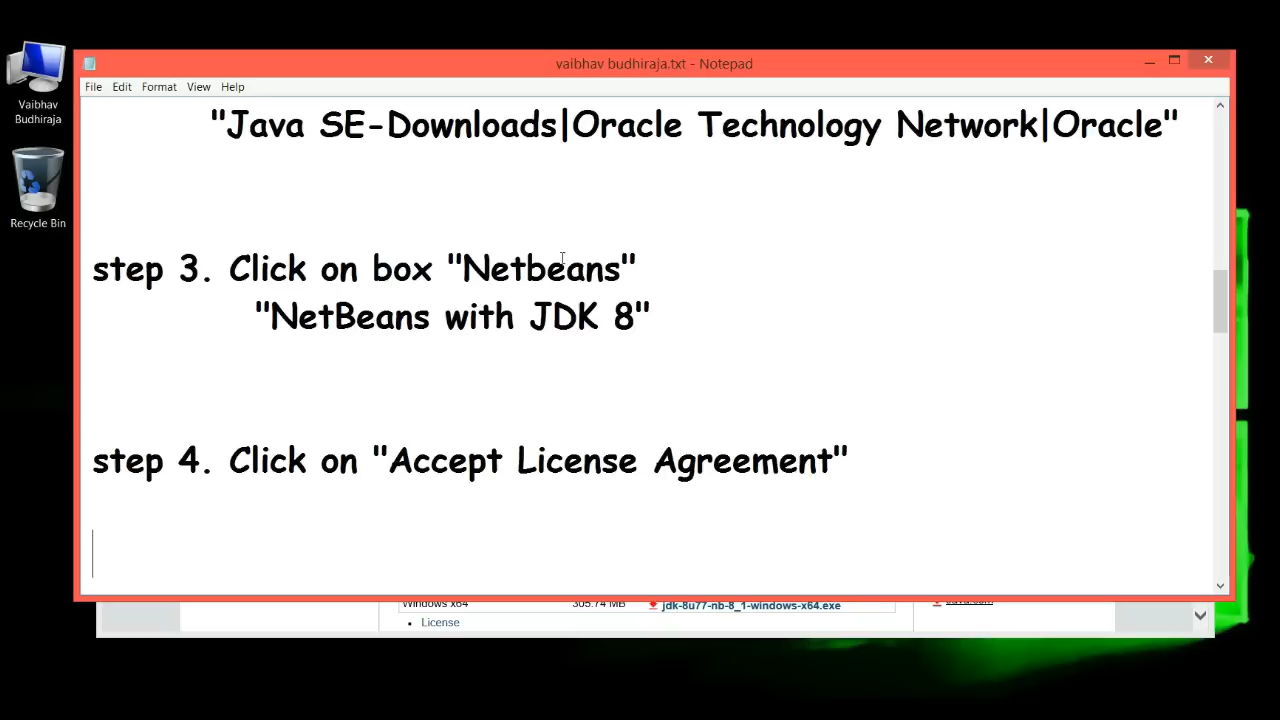 Vaibhav
Budhiraja
Recycle Bin
vaibhav budhiraja.txt - Notepad
File Edit Format View Help
"Java SE-Downloads|Oracle Technology Network|Oracle"
step 3. Click on box "Netbeans"
"NetBeans with JDK 8"
step 4. Click on "Accept License Agreement"
Windows x64 305.74 MB jdk-8u77-nb-8_1-windows-x64.exe
License